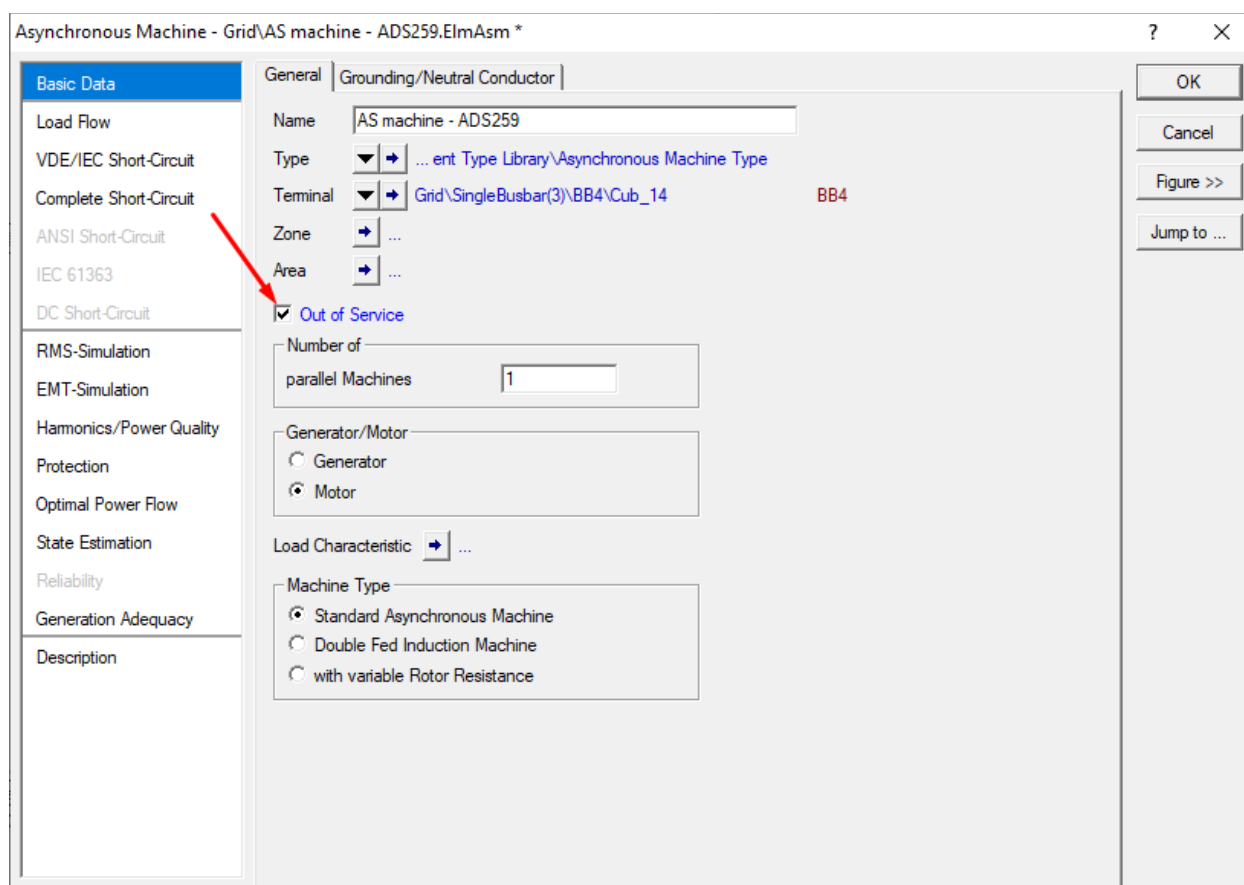 Asynchronous Machine - Grid\AS machine - ADS259.ElmAsm *
?
Basic Data
Load Flow
VDE/IEC Short-Circuit
Complete Short-Circuit
ANSI Short-Circuit
IEC 61363
DC Short-Circuit
RMS-Simulation
EMT-Simulation
Harmonics/Power Quality
Protection
Optimal Power Flow
State Estimation
Reliability
Generation Adequacy
Description
General
Grounding/Neutral Conductor
Name
AS machine - ADS259
Type
... ent Type Library\Asynchronous Machine Type
Terminal
Grid\SingleBusbar(3)\BB4\Cub_14
BB4
Zone
...
Area
...
Out of Service
Number of
parallel Machines
1
Generator/Motor
Generator
Motor
Load Characteristic
...
Machine Type
Standard Asynchronous Machine
Double Fed Induction Machine
with variable Rotor Resistance
OK
Cancel
Figure >>
Jump to ...